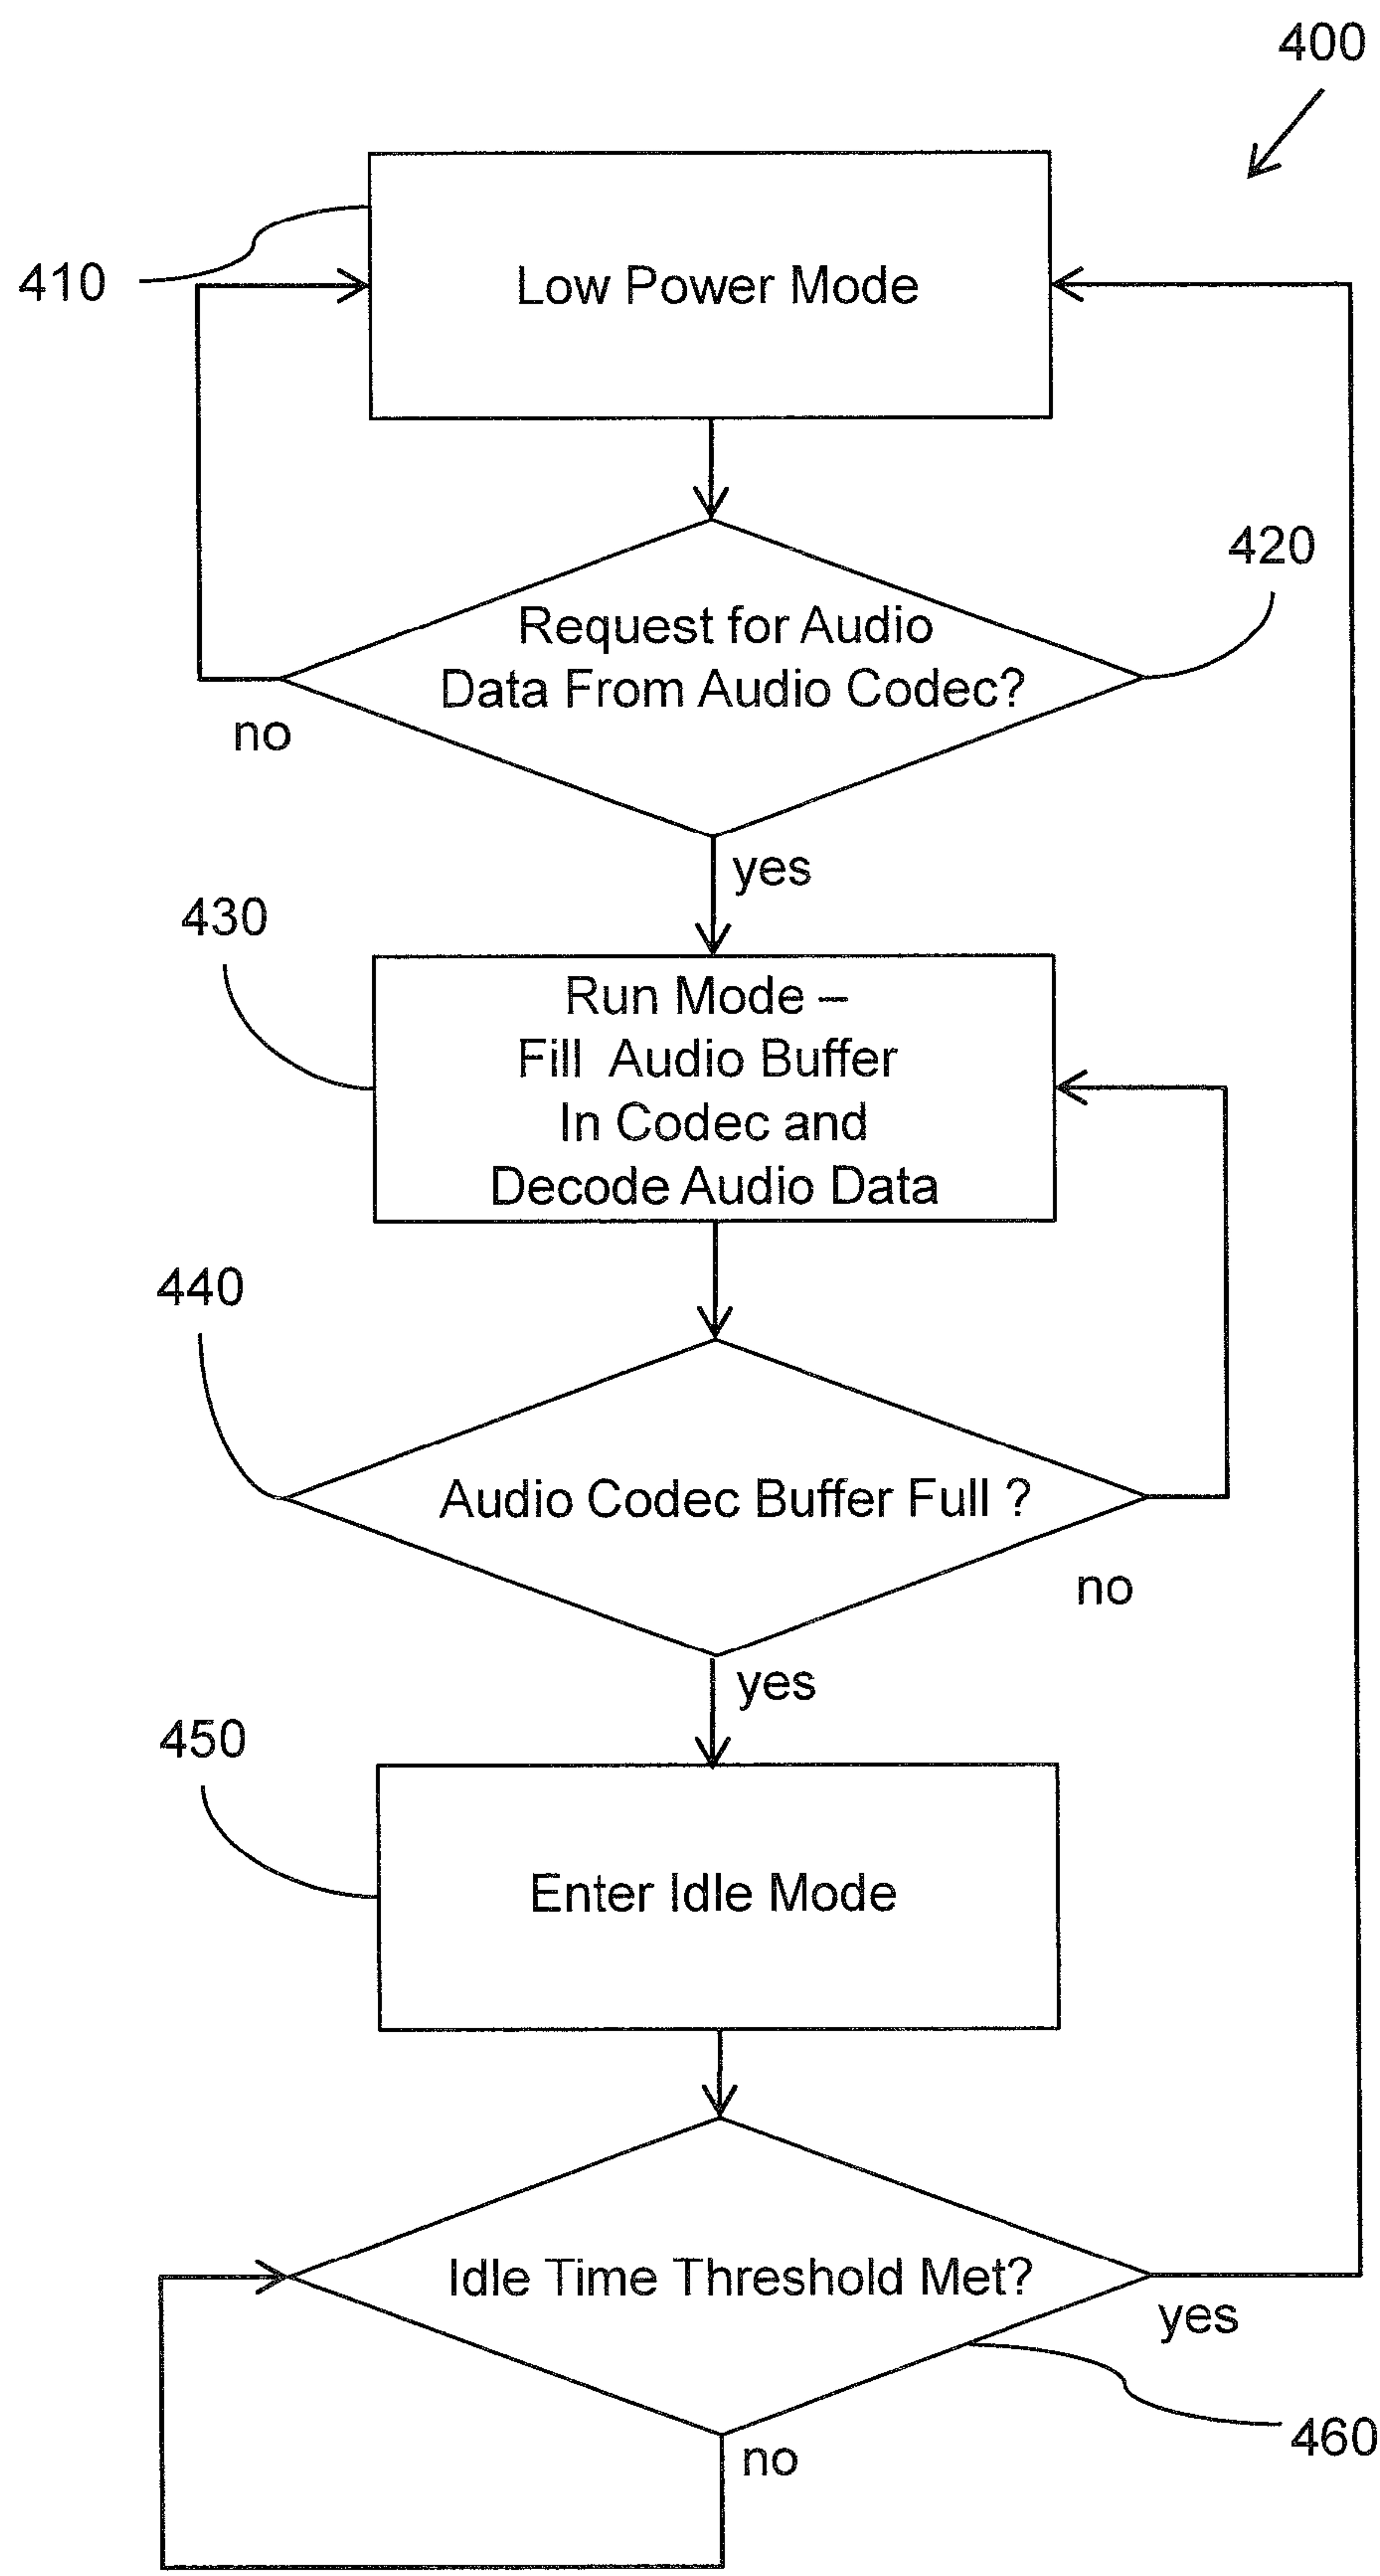 400
410
Low Power Mode
420
Request for Audio
Data From Audio Codec?
no
yes
430
Run Mode –
Fill Audio Buffer
In Codec and
Decode Audio Data
440
Audio Codec Buffer Full ?
no
yes
450
Enter Idle Mode
Idle Time Threshold Met?
yes
460
no